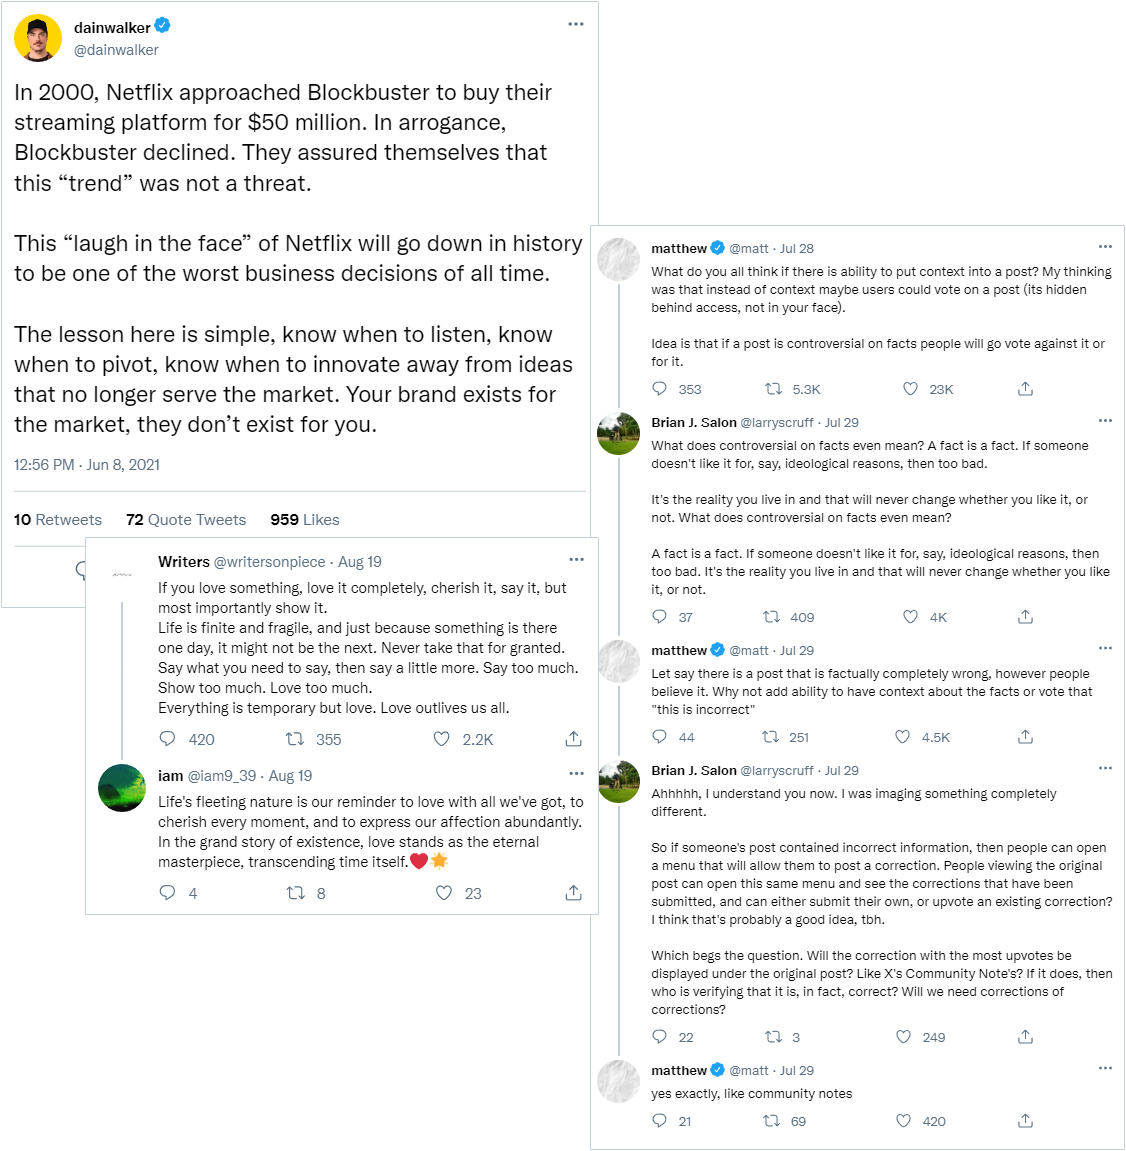 dainwalker
@dainwalker
In 2000, Netflix approached Blockbuster to buy their
streaming platform for $50 million. In arrogance,
Blockbuster declined. They assured themselves that
this “trend” was not a threat.
This “laugh in the face” of Netflix will go down in history
to be one of the worst business decisions of all time.
The lesson here is simple, know when to listen, know
when to pivot, know when to innovate away from ideas
that no longer serve the market. Your brand exists for
the market, they don’t exist for you.
12:56 PM · Jun 8, 2021
10 Retweets 72 Quote Tweets 959 Likes
Writers @writersonpiece · Aug 19
If you love something, love it completely, cherish it, say it, but
most importantly show it.
Life is finite and fragile, and just because something is there
one day, it might not be the next. Never take that for granted.
Say what you need to say, then say a little more. Say too much.
Show too much. Love too much.
Everything is temporary but love. Love outlives us all.
420 355 2.2K
iam @iam9_39 · Aug 19
Life's fleeting nature is our reminder to love with all we've got, to
cherish every moment, and to express our affection abundantly.
In the grand story of existence, love stands as the eternal
masterpiece, transcending time itself.❤️🌟
4 8 23
matthew @matt · Jul 28
What do you all think if there is ability to put context into a post? My thinking
was that instead of context maybe users could vote on a post (its hidden
behind access, not in your face).
Idea is that if a post is controversial on facts people will go vote against it or
for it.
353 5.3K 23K
Brian J. Salon @larryscruff · Jul 29
What does controversial on facts even mean? A fact is a fact. If someone
doesn't like it for, say, ideological reasons, then too bad.
It's the reality you live in and that will never change whether you like it, or
not. What does controversial on facts even mean?
A fact is a fact. If someone doesn't like it for, say, ideological reasons, then
too bad. It's the reality you live in and that will never change whether you like
it, or not.
37 409 4K
matthew @matt · Jul 29
Let say there is a post that is factually completely wrong, however people
believe it. Why not add ability to have context about the facts or vote that
"this is incorrect"
44 251 4.5K
Brian J. Salon @larryscruff · Jul 29
Ahhhhh, I understand you now. I was imaging something completely
different.
So if someone's post contained incorrect information, then people can open
a menu that will allow them to post a correction. People viewing the original
post can open this same menu and see the corrections that have been
submitted, and can either submit their own, or upvote an existing correction?
I think that's probably a good idea, tbh.
Which begs the question. Will the correction with the most upvotes be
displayed under the original post? Like X's Community Note's? If it does, then
who is verifying that it is, in fact, correct? Will we need corrections of
corrections?
22 3 249
matthew @matt · Jul 29
yes exactly, like community notes
21 69 420